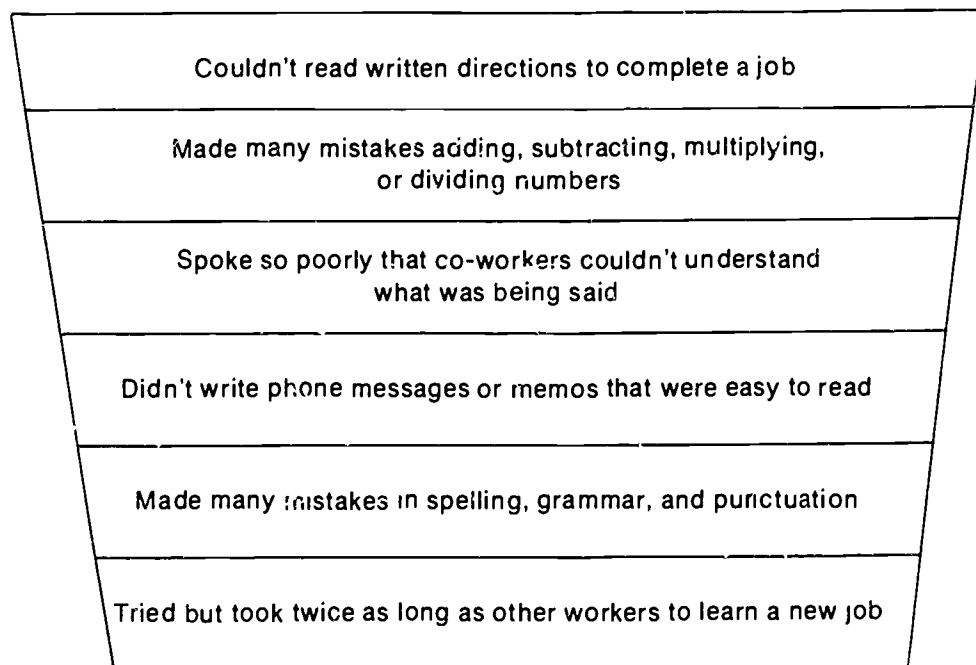 Couldn't read written directions to complete a job
Made many mistakes adding, subtracting, multiplying,
or dividing numbers
Spoke so poorly that co-workers couldn't understand
what was being said
Didn't write phone messages or memos that were easy to read
Made many mistakes in spelling, grammar, and punctuation
Tried but took twice as long as other workers to learn a new job